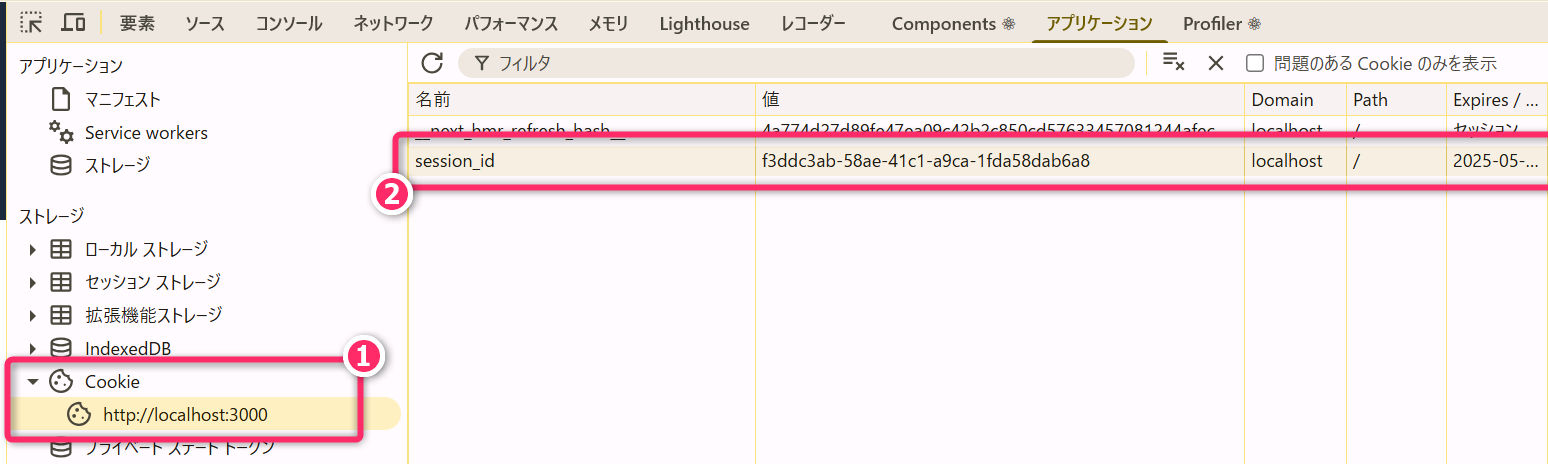 要素 ソース コンソール ネットワーク パフォーマンス メモリ Lighthouse レコーダー Components アプリケーション Profiler
アプリケーション
マニフェスト
Service workers
ストレージ
ストレージ
ローカル ストレージ
セッション ストレージ
拡張機能ストレージ
IndexedDB
1
Cookie
http://localhost:3000
プライベート ステート トークン
フィルタ 問題のある Cookie のみを表示
名前 値 Domain Path Expires / ...
__next_hmr_refresh_hash__ 4a774d27d89fe47ea09c42b2c850cd57633457081244afec localhost / セッション
2
session_id f3ddc3ab-58ae-41c1-a9ca-1fda58dab6a8 localhost / 2025-05-...